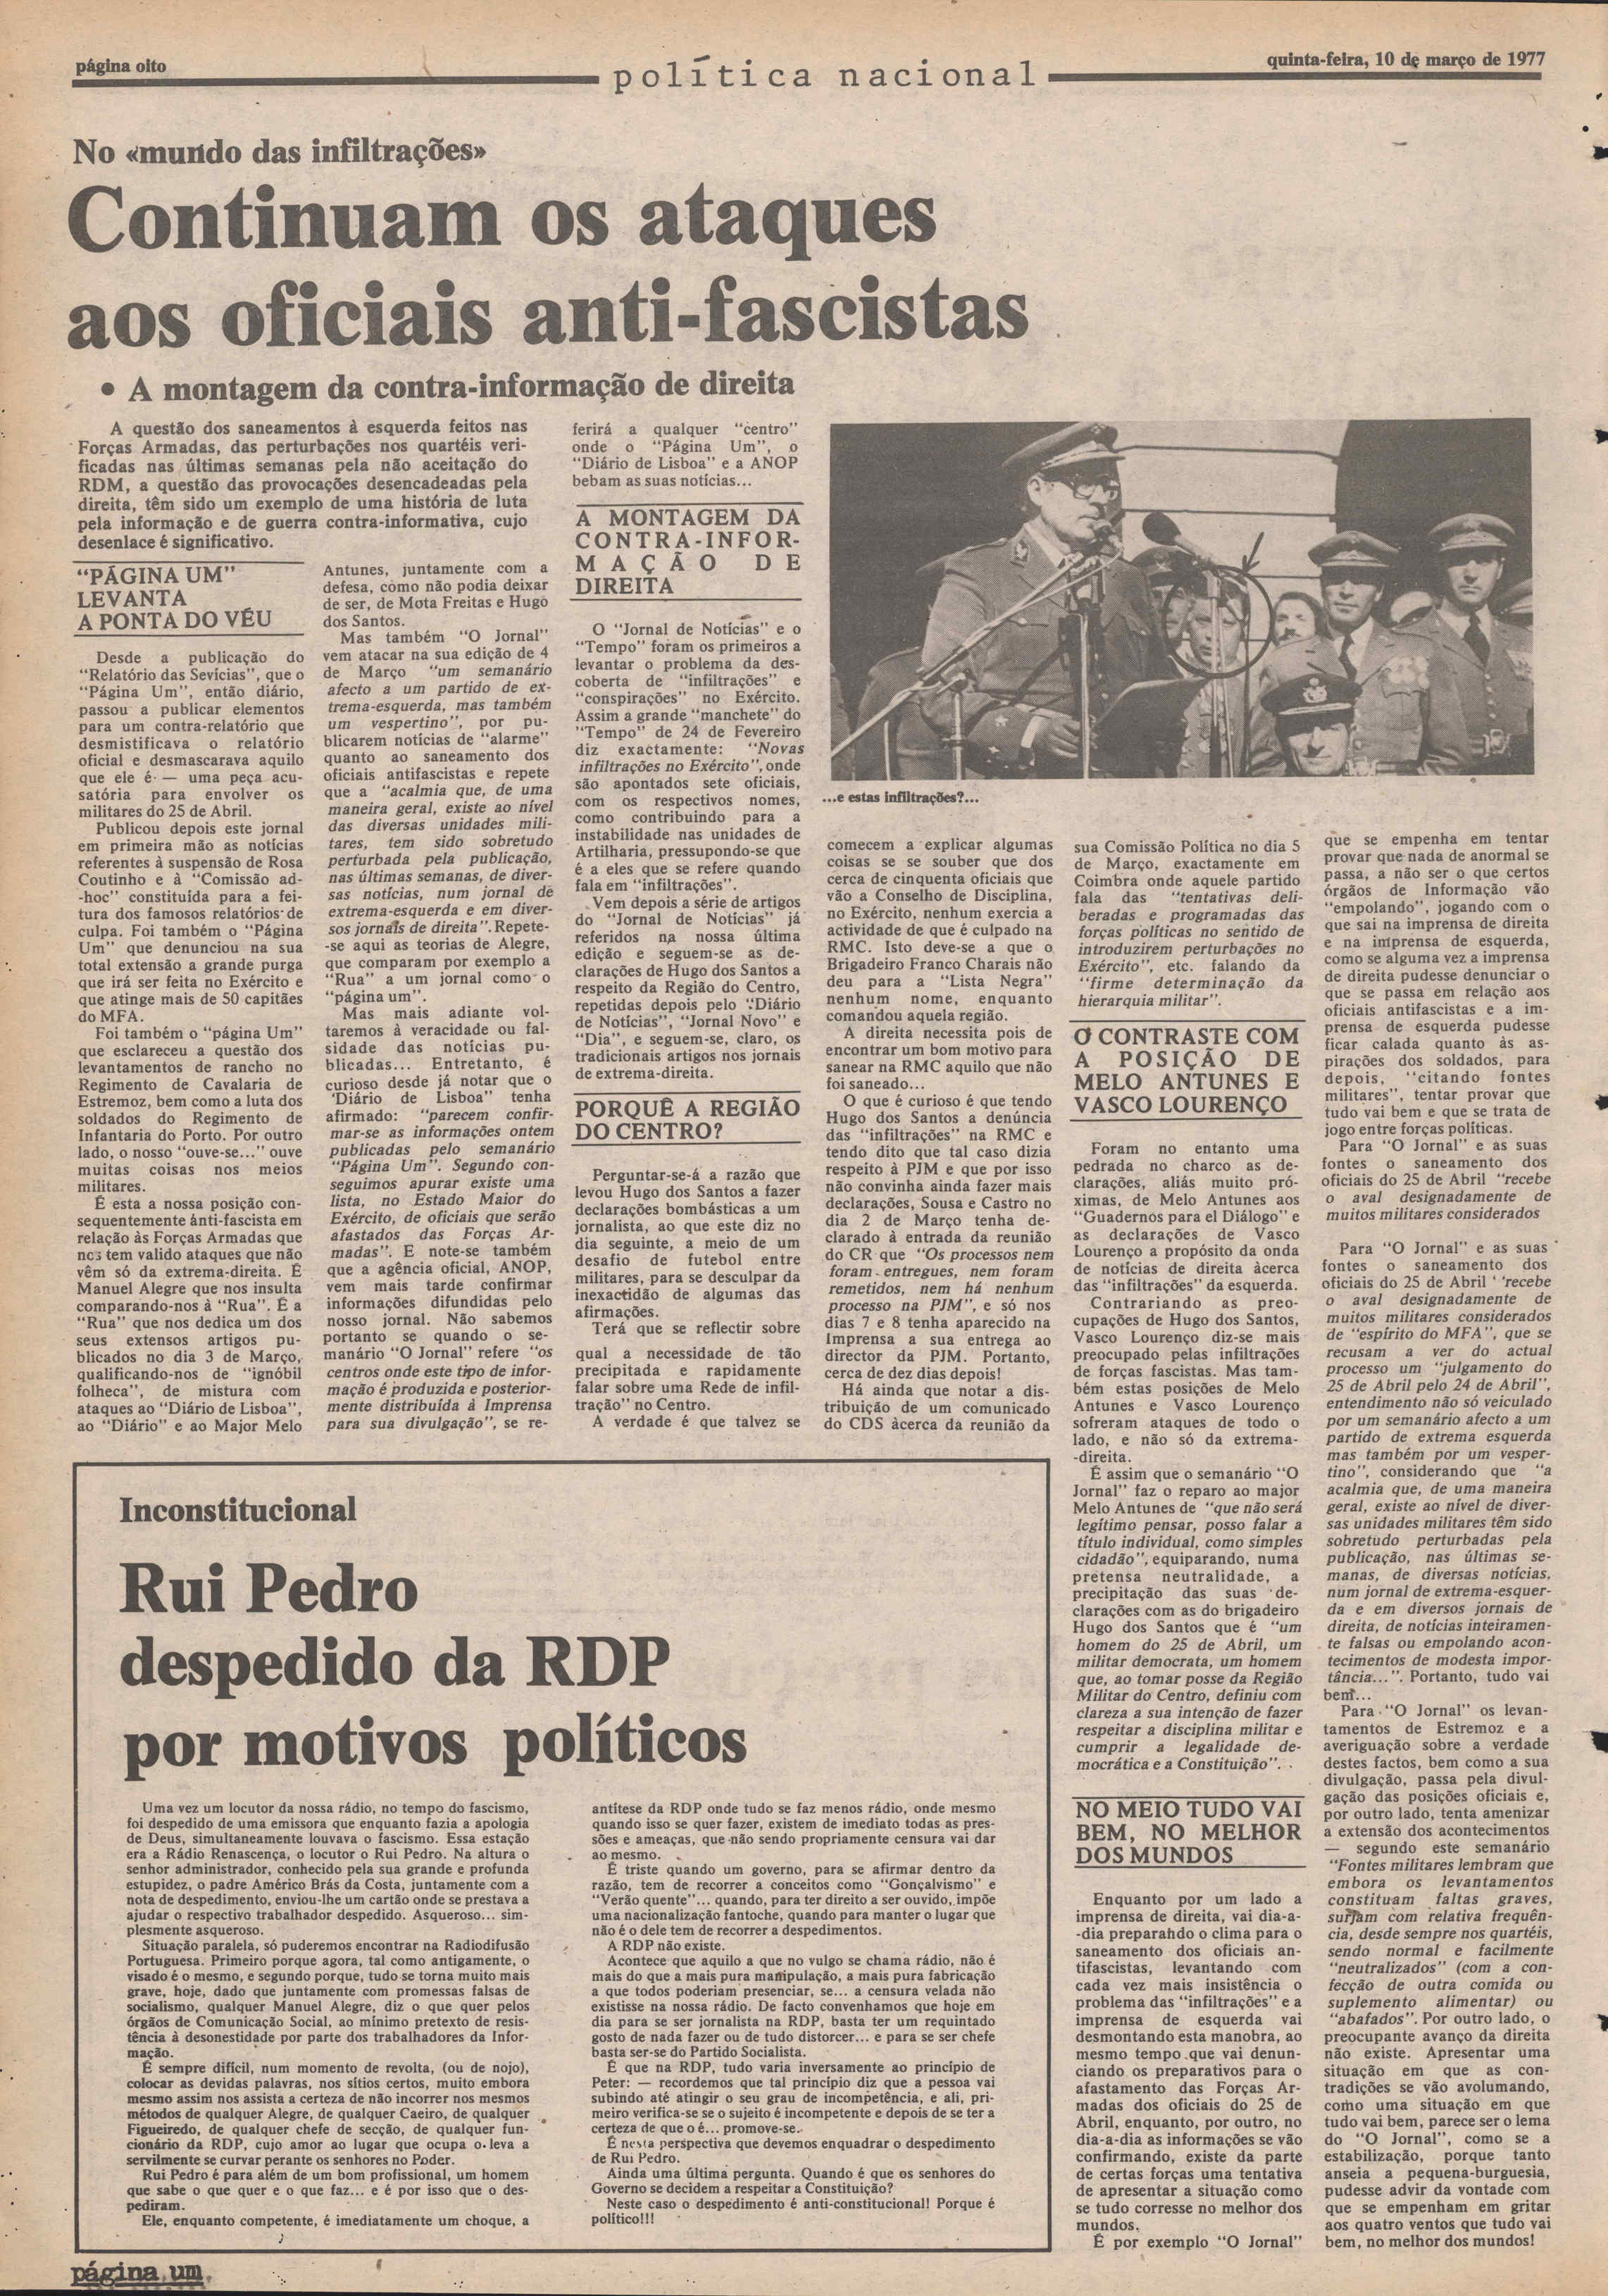 página oito
política nacional
quinta-feira, 10 de março de 1977
No «mundo das infiltrações»
Continuam os ataques
aos oficiais anti-fascistas
• A montagem da contra-informação de direita
A questão dos saneamentos à esquerda feitos nas
Forças Armadas, das perturbações nos quartéis veri-
ficadas nas últimas semanas pela não aceitação do
RDM, a questão das provocações desencadeadas pela
direita, têm sido um exemplo de uma história de luta
pela informação e de guerra contra-informativa, cujo
desenlace é significativo.
"PÁGINA UM"
LEVANTA
A PONTA DO VÉU
Desde a publicação do
"Relatório das Sevícias", que o
"Página Um", então diário,
passou a publicar elementos
para um contra-relatório que
desmistificava o relatório
oficial e desmascarava aquilo
que ele é — uma peça acu-
satória para envolver os
militares do 25 de Abril.
Publicou depois este jornal
em primeira mão as notícias
referentes à suspensão de Rosa
Coutinho e à "Comissão ad-
-hoc" constituída para a fei-
tura dos famosos relatórios de
culpa. Foi também o "Página
Um" que denunciou na sua
total extensão a grande purga
que irá ser feita no Exército e
que atinge mais de 50 capitães
do MFA.
Foi também o "página Um"
que esclareceu a questão dos
levantamentos de rancho no
Regimento de Cavalaria de
Estremoz, bem como a luta dos
soldados do Regimento de
Infantaria do Porto. Por outro
lado, o nosso "ouve-se..." ouve
muitas coisas nos meios
militares.
É esta a nossa posição con-
sequentemente anti-fascista em
relação às Forças Armadas que
nos tem valido ataques que não
vêm só da extrema-direita. É
Manuel Alegre que nos insulta
comparando-nos à "Rua". É a
"Rua" que nos dedica um dos
seus extensos artigos pu-
blicados no dia 3 de Março,
qualificando-nos de "ignóbil
folheca", de mistura com
ataques ao "Diário de Lisboa",
ao "Diário" e ao Major Melo
Antunes, juntamente com a
defesa, como não podia deixar
de ser, de Mota Freitas e Hugo
dos Santos.
Mas também "O Jornal"
vem atacar na sua edição de 4
de Março "um semanário
afecto a um partido de ex-
trema-esquerda, mas também
um vespertino", por pu-
blicarem notícias de "alarme"
quanto ao saneamento dos
oficiais antifascistas e repete
que a "acalmia que, de uma
maneira geral, existe ao nível
das diversas unidades mili-
tares, tem sido sobretudo
perturbada pela publicação,
nas últimas semanas, de diver-
sas notícias, num jornal de
extrema-esquerda e em diver-
sos jornais de direita". Repete-
-se aqui as teorias de Alegre,
que comparam por exemplo a
"Rua" a um jornal como o
"página um".
Mas mais adiante vol-
taremos à veracidade ou fal-
sidade das notícias pu-
blicadas... Entretanto, é
curioso desde já notar que o
'Diário de Lisboa" tenha
afirmado: "parecem confir-
mar-se as informações ontem
publicadas pelo semanário
"Página Um". Segundo con-
seguimos apurar existe uma
lista, no Estado Maior do
Exército, de oficiais que serão
afastados das Forças Ar-
madas". E note-se também
que a agência oficial, ANOP,
vem mais tarde confirmar
informações difundidas pelo
nosso jornal. Não sabemos
portanto se quando o se-
manário "O Jornal" refere "os
centros onde este tipo de infor-
mação é produzida e posterior-
mente distribuída à Imprensa
para sua divulgação", se re-
ferirá a qualquer "centro"
onde o "Página Um", o
"Diário de Lisboa" e a ANOP
bebam as suas notícias...
A MONTAGEM DA
CONTRA-INFOR-
MAÇÃO DE
DIREITA
O "Jornal de Notícias" e o
"Tempo" foram os primeiros a
levantar o problema da des-
coberta de "infiltrações" e
"conspirações" no Exército.
Assim a grande "manchete" do
"Tempo" de 24 de Fevereiro
diz exactamente: "Novas
infiltrações no Exército", onde
são apontados sete oficiais,
com os respectivos nomes,
como contribuindo para a
instabilidade nas unidades de
Artilharia, pressupondo-se que
é a eles que se refere quando
fala em "infiltrações".
Vem depois a série de artigos
do "Jornal de Notícias" já
referidos na nossa última
edição e seguem-se as de-
clarações de Hugo dos Santos a
respeito da Região do Centro,
repetidas depois pelo "Diário
de Notícias", "Jornal Novo" e
"Dia", e seguem-se, claro, os
tradicionais artigos nos jornais
de extrema-direita.
PORQUÊ A REGIÃO
DO CENTRO?
Perguntar-se-á a razão que
levou Hugo dos Santos a fazer
declarações bombásticas a um
jornalista, ao que este diz no
dia seguinte, a meio de um
desafio de futebol entre
militares, para se desculpar da
inexactidão de algumas das
afirmações.
Terá que se reflectir sobre
qual a necessidade de tão
precipitada e rapidamente
falar sobre uma Rede de infil-
tração" no Centro.
A verdade é que talvez se
...e estas infiltrações?...
comecem a explicar algumas
coisas se se souber que dos
cerca de cinquenta oficiais que
vão a Conselho de Disciplina,
no Exército, nenhum exercia a
actividade de que é culpado na
RMC. Isto deve-se a que o
Brigadeiro Franco Charais não
deu para a "Lista Negra"
nenhum nome, enquanto
comandou aquela região.
A direita necessita pois de
encontrar um bom motivo para
sanear na RMC aquilo que não
foi saneado...
O que é curioso é que tendo
Hugo dos Santos a denúncia
das "infiltrações" na RMC e
tendo dito que tal caso dizia
respeito à PJM e que por isso
não convinha ainda fazer mais
declarações, Sousa e Castro no
dia 2 de Março tenha de-
clarado à entrada da reunião
do CR que "Os processos nem
foram entregues, nem foram
remetidos, nem há nenhum
processo na PJM", e só nos
dias 7 e 8 tenha aparecido na
Imprensa a sua entrega ao
director da PJM. Portanto,
cerca de dez dias depois!
Há ainda que notar a dis-
tribuição de um comunicado
do CDS àcerca da reunião da
sua Comissão Política no dia 5
de Março, exactamente em
Coimbra onde aquele partido
fala das "tentativas deli-
beradas e programadas das
forças políticas no sentido de
introduzirem perturbações no
Exército", etc. falando da
"firme determinação da
hierarquia militar".
O CONTRASTE COM
A POSIÇÃO DE
MELO ANTUNES E
VASCO LOURENÇO
Foram no entanto uma
pedrada no charco as de-
clarações, aliás muito pró-
ximas, de Melo Antunes aos
"Guadernos para el Diálogo" e
as declarações de Vasco
Lourenço a propósito da onda
de notícias de direita àcerca
das "infiltrações" da esquerda.
Contrariando as preo-
cupações de Hugo dos Santos,
Vasco Lourenço diz-se mais
preocupado pelas infiltrações
de forças fascistas. Mas tam-
bém estas posições de Melo
Antunes e Vasco Lourenço
sofreram ataques de todo o
lado, e não só da extrema-
-direita.
É assim que o semanário "O
Jornal" faz o reparo ao major
Melo Antunes de "que não será
legítimo pensar, posso falar a
título individual, como simples
cidadão", equiparando, numa
pretensa neutralidade, a
precipitação das suas de-
clarações com as do brigadeiro
Hugo dos Santos que é "um
homem do 25 de Abril, um
militar democrata, um homem
que, ao tomar posse da Região
Militar do Centro, definiu com
clareza a sua intenção de fazer
respeitar a disciplina militar e
cumprir a legalidade de-
mocrática e a Constituição".
NO MEIO TUDO VAI
BEM, NO MELHOR
DOS MUNDOS
Enquanto por um lado a
imprensa de direita, vai dia-a-
-dia preparando o clima para o
saneamento dos oficiais an-
tifascistas, levantando com
cada vez mais insistência o
problema das "infiltrações" e a
imprensa de esquerda vai
desmontando esta manobra, ao
mesmo tempo que vai denun-
ciando os preparativos para o
afastamento das Forças Ar-
madas dos oficiais do 25 de
Abril, enquanto, por outro, no
dia-a-dia as informações se vão
confirmando, existe da parte
de certas forças uma tentativa
de apresentar a situação como
se tudo corresse no melhor dos
mundos.
É por exemplo "O Jornal"
que se empenha em tentar
provar que nada de anormal se
passa, a não ser o que certos
órgãos de Informação vão
"empolando", jogando com o
que sai na imprensa de direita
e na imprensa de esquerda,
como se alguma vez a imprensa
de direita pudesse denunciar o
que se passa em relação aos
oficiais antifascistas e a im-
prensa de esquerda pudesse
ficar calada quanto às as-
pirações dos soldados, para
depois, "citando fontes
militares", tentar provar que
tudo vai bem e que se trata de
jogo entre forças políticas.
Para "O Jornal" e as suas
fontes o saneamento dos
oficiais do 25 de Abril "recebe
o aval designadamente de
muitos militares considerados
Para "O Jornal" e as suas
fontes o saneamento dos
oficiais do 25 de Abril "recebe
o aval designadamente de
muitos militares considerados
de "espírito do MFA", que se
recusam a ver do actual
processo um "julgamento do
25 de Abril pelo 24 de Abril",
entendimento não só veiculado
por um semanário afecto a um
partido de extrema esquerda
mas também por um vesper-
tino", considerando que "a
acalmia que, de uma maneira
geral, existe ao nível de diver-
sas unidades militares têm sido
sobretudo perturbadas pela
publicação, nas últimas se-
manas, de diversas notícias,
num jornal de extrema-esquer-
da e em diversos jornais de
direita, de notícias inteiramen-
te falsas ou empolando acon-
tecimentos de modesta impor-
tância...". Portanto, tudo vai
bem...
Para "O Jornal" os levan-
tamentos de Estremoz e a
averiguação sobre a verdade
destes factos, bem como a sua
divulgação, passa pela divul-
gação das posições oficiais e,
por outro lado, tenta amenizar
a extensão dos acontecimentos
— segundo este semanário
"Fontes militares lembram que
embora os levantamentos
constituam faltas graves,
surjam com relativa frequên-
cia, desde sempre nos quartéis,
sendo normal e facilmente
"neutralizados" (com a con-
fecção de outra comida ou
suplemento alimentar) ou
"abafados". Por outro lado, o
preocupante avanço da direita
não existe. Apresentar uma
situação em que as con-
tradições se vão avolumando,
como uma situação em que
tudo vai bem, parece ser o lema
do "O Jornal", como se a
estabilização, porque tanto
anseia a pequena-burguesia,
pudesse advir da vontade com
que se empenham em gritar
aos quatro ventos que tudo vai
bem, no melhor dos mundos!
Inconstitucional
Rui Pedro
despedido da RDP
por motivos políticos
Uma vez um locutor da nossa rádio, no tempo do fascismo,
foi despedido de uma emissora que enquanto fazia a apologia
de Deus, simultaneamente louvava o fascismo. Essa estação
era a Rádio Renascença, o locutor o Rui Pedro. Na altura o
senhor administrador, conhecido pela sua grande e profunda
estupidez, o padre Américo Brás da Costa, juntamente com a
nota de despedimento, enviou-lhe um cartão onde se prestava a
ajudar o respectivo trabalhador despedido. Asqueroso... sim-
plesmente asqueroso.
Situação paralela, só puderemos encontrar na Radiodifusão
Portuguesa. Primeiro porque agora, tal como antigamente, o
visado é o mesmo, e segundo porque, tudo se torna muito mais
grave, hoje, dado que juntamente com promessas falsas de
socialismo, qualquer Manuel Alegre, diz o que quer pelos
órgãos de Comunicação Social, ao mínimo pretexto de resis-
tência à desonestidade por parte dos trabalhadores da Infor-
mação.
É sempre difícil, num momento de revolta, (ou de nojo),
colocar as devidas palavras, nos sítios certos, muito embora
mesmo assim nos assista a certeza de não incorrer nos mesmos
métodos de qualquer Alegre, de qualquer Caeiro, de qualquer
Figueiredo, de qualquer chefe de secção, de qualquer fun-
cionário da RDP, cujo amor ao lugar que ocupa o leva a
servilmente se curvar perante os senhores no Poder.
Rui Pedro é para além de um bom profissional, um homem
que sabe o que quer e o que faz... e é por isso que o des-
pediram.
Ele, enquanto competente, é imediatamente um choque, a
antítese da RDP onde tudo se faz menos rádio, onde mesmo
quando isso se quer fazer, existem de imediato todas as pres-
sões e ameaças, que não sendo propriamente censura vai dar
ao mesmo.
É triste quando um governo, para se afirmar dentro da
razão, tem de recorrer a conceitos como "Gonçalvismo" e
"Verão quente"... quando, para ter direito a ser ouvido, impõe
uma nacionalização fantoche, quando para manter o lugar que
não é o dele tem de recorrer a despedimentos.
A RDP não existe.
Acontece que aquilo a que no vulgo se chama rádio, não é
mais do que a mais pura manipulação, a mais pura fabricação
a que todos poderiam presenciar, se... a censura velada não
existisse na nossa rádio. De facto convenhamos que hoje em
dia para se ser jornalista na RDP, basta ter um requintado
gosto de nada fazer ou de tudo distorcer... e para se ser chefe
basta ser-se do Partido Socialista.
É que na RDP, tudo varia inversamente ao princípio de
Peter: — recordemos que tal princípio diz que a pessoa vai
subindo até atingir o seu grau de incompetência, e ali, pri-
meiro verifica-se se o sujeito é incompetente e depois de se ter a
certeza de que o é... promove-se.
É nesta perspectiva que devemos enquadrar o despedimento
de Rui Pedro.
Ainda uma última pergunta. Quando é que os senhores do
Governo se decidem a respeitar a Constituição?
Neste caso o despedimento é anti-constitucional! Porque é
político!!!
página um